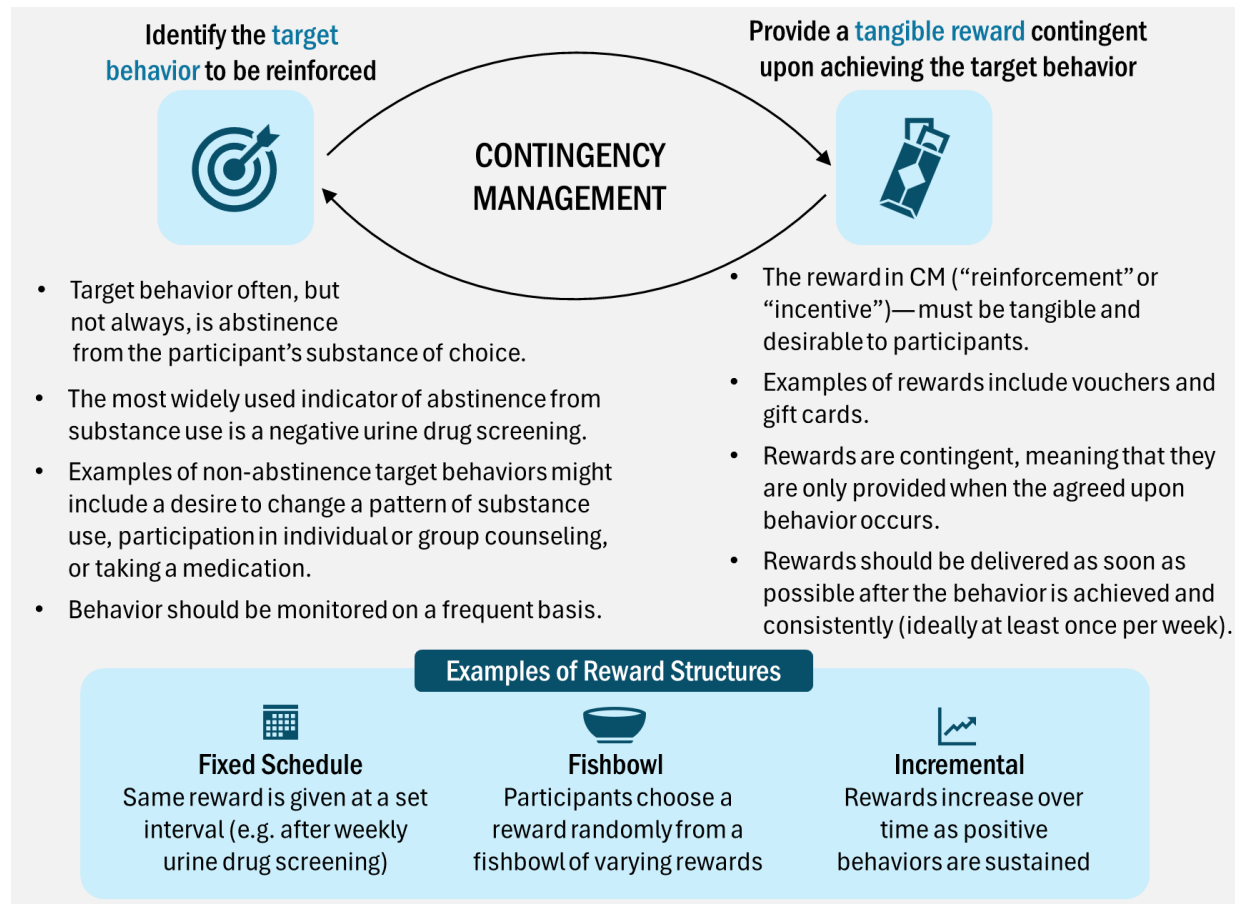 Identify the target
behavior to be reinforced
Provide a tangible reward contingent
upon achieving the target behavior
CONTINGENCY
MANAGEMENT
• Target behavior often, but
not always, is abstinence
from the participant’s substance of choice.
• The most widely used indicator of abstinence from
substance use is a negative urine drug screening.
• Examples of non-abstinence target behaviors might
include a desire to change a pattern of substance
use, participation in individual or group counseling,
or taking a medication.
• Behavior should be monitored on a frequent basis.
• The reward in CM (“reinforcement” or
“incentive”)— must be tangible and
desirable to participants.
• Examples of rewards include vouchers and
gift cards.
• Rewards are contingent, meaning that they
are only provided when the agreed upon
behavior occurs.
• Rewards should be delivered as soon as
possible after the behavior is achieved and
consistently (ideally at least once per week).
Examples of Reward Structures
Fixed Schedule
Same reward is given at a set
interval (e.g. after weekly
urine drug screening)
Fishbowl
Participants choose a
reward randomly from a
fishbowl of varying rewards
Incremental
Rewards increase over
time as positive
behaviors are sustained